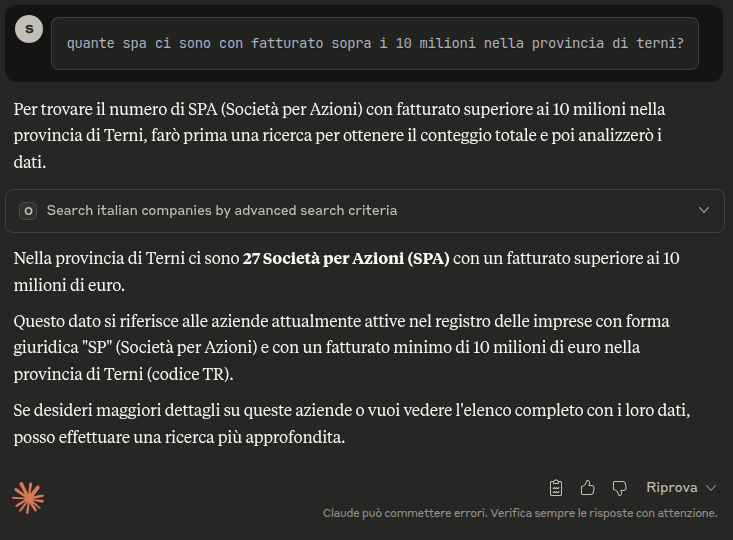 S
quante spa ci sono con fatturato sopra i 10 milioni nella provincia di terni?
Per trovare il numero di SPA (Società per Azioni) con fatturato superiore ai 10 milioni nella
provincia di Terni, farò prima una ricerca per ottenere il conteggio totale e poi analizzerò i
dati.
O
Search italian companies by advanced search criteria
Nella provincia di Terni ci sono 27 Società per Azioni (SPA) con un fatturato superiore ai 10
milioni di euro.
Questo dato si riferisce alle aziende attualmente attive nel registro delle imprese con forma
giuridica "SP" (Società per Azioni) e con un fatturato minimo di 10 milioni di euro nella
provincia di Terni (codice TR).
Se desideri maggiori dettagli su queste aziende o vuoi vedere l'elenco completo con i loro dati,
posso effettuare una ricerca più approfondita.
Riprova
Claude può commettere errori. Verifica sempre le risposte con attenzione.